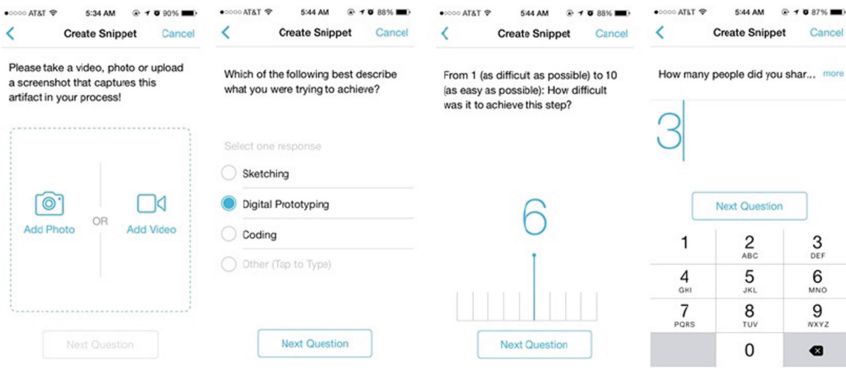 AT&T 5:34 AM 90%
Create Snippet Cancel
Please take a video, photo or upload
a screenshot that captures this
artifact in your process!
Add Photo
OR
Add Video
Next Question
AT&T 5:44 AM 88%
Create Snippet Cancel
Which of the following best describe
what you were trying to achieve?
Select one response
Sketching
Digital Prototyping
Coding
Other (Tap to Type)
Next Question
AT&T 5:44 AM 88%
Create Snippet Cancel
From 1 (as difficult as possible) to 10
(as easy as possible): How difficult
was it to achieve this step?
6
Next Question
AT&T 5:44 AM 87%
Create Snippet Cancel
How many people did you shar... more
3
Next Question
1 2 3
ABC DEF
4 5 6
GHI JKL MNO
7 8 9
PQRS TUV WXYZ
0